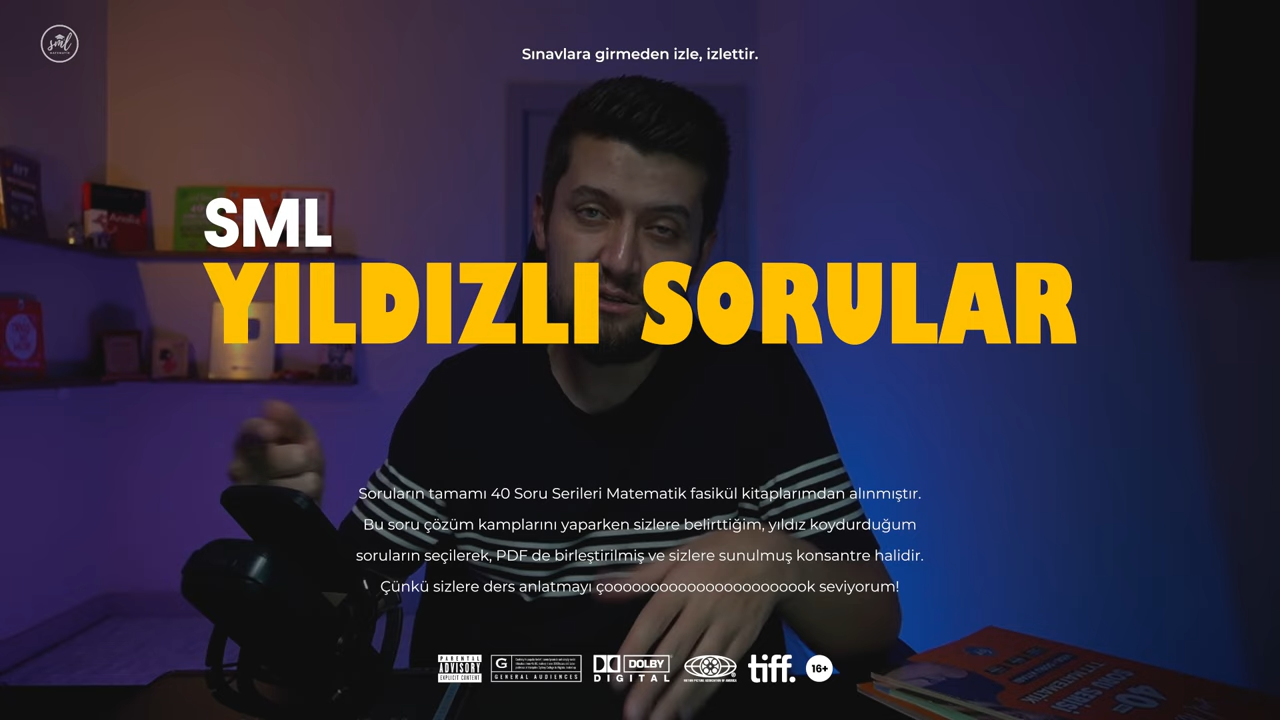 sml
Sınavlara girmeden izle, izlettir.
SML
YILDIZLI SORULAR
Soruların tamamı 40 Soru Serileri Matematik fasikül kitaplarımdan alınmıştır.
Bu soru çözüm kamplarını yaparken sizlere belirttiğim, yıldız koydurduğum
soruların seçilerek, PDF de birleştirilmiş ve sizlere sunulmuş konsantre halidir.
Çünkü sizlere ders anlatmayı çooooooooooooooooooooook seviyorum!
PARENTAL
ADVISORY
EXPLICIT CONTENT
G
GENERAL AUDIENCES
DOLBY
DIGITAL
tiff.
16+